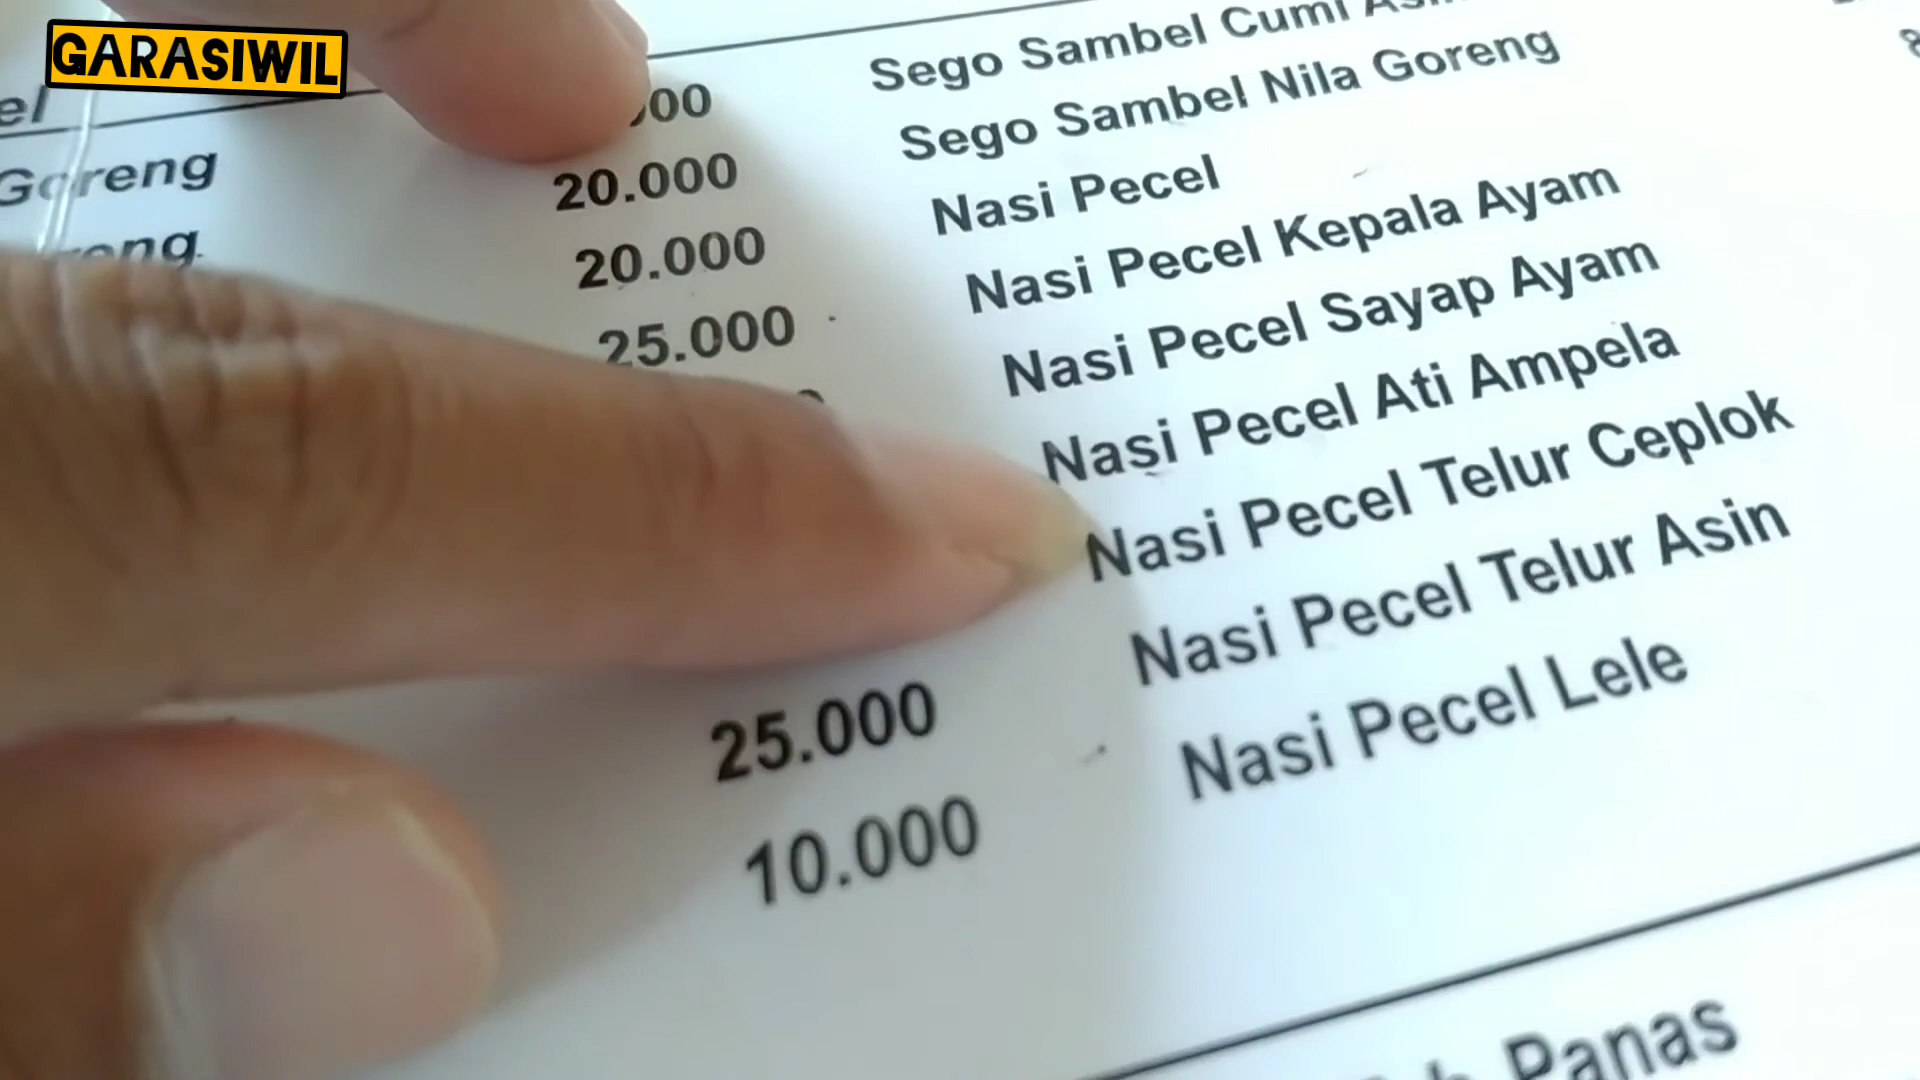 GARASIWIL
el
Goreng
20.000
20.000
25.000
25.000
10.000
Sego Sambel Cumi
Sego Sambel Nila Goreng
Nasi Pecel
Nasi Pecel Kepala Ayam
Nasi Pecel Sayap Ayam
Nasi Pecel Ati Ampela
Nasi Pecel Telur Ceplok
Nasi Pecel Telur Asin
Nasi Pecel Lele
Panas